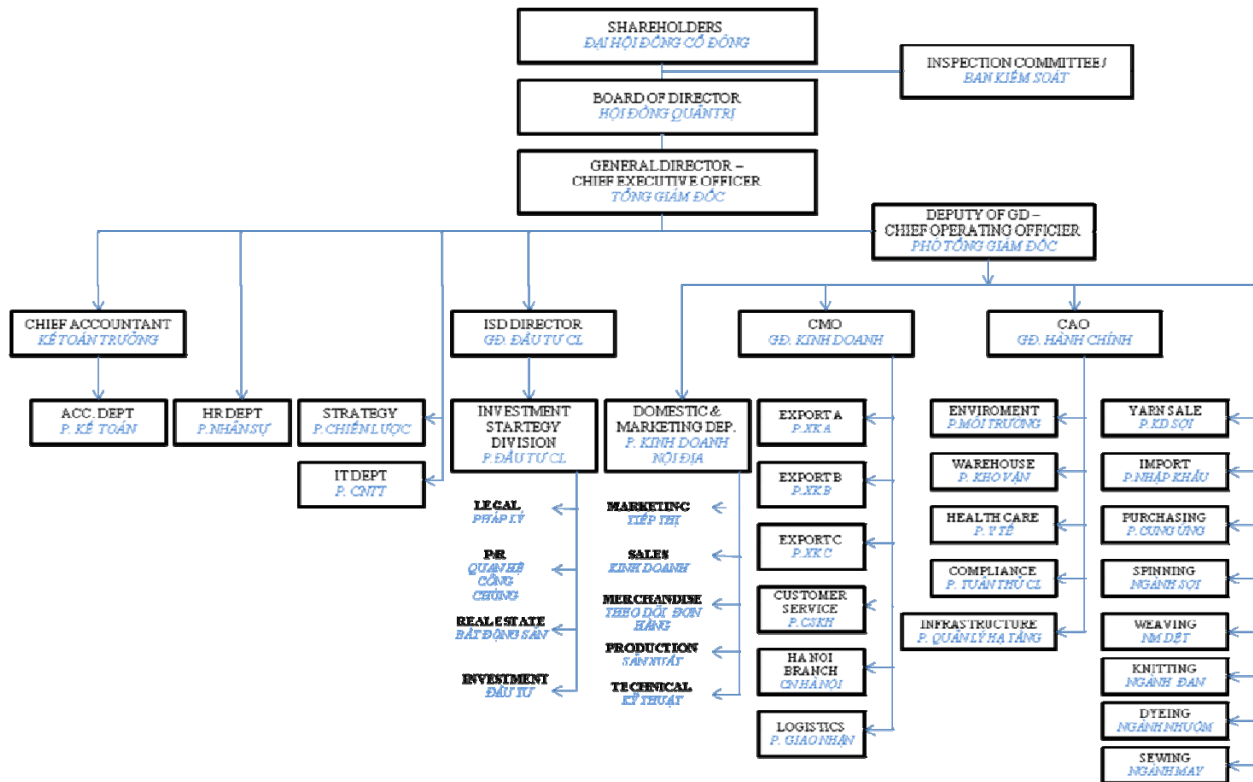 SHAREHOLDERS
ĐẠI HỘI ĐỒNG CỔ ĐÔNG
INSPECTION COMMITTEE /
BAN KIỂM SOÁT
BOARD OF DIRECTOR
HỘI ĐỒNG QUẢN TRỊ
GENERAL DIRECTOR –
CHIEF EXECUTIVE OFFICER
TỔNG GIÁM ĐỐC
DEPUTY OF GD –
CHIEF OPERATING OFFICIER
PHÓ TỔNG GIÁM ĐỐC
CHIEF ACCOUNTANT
KẾ TOÁN TRƯỞNG
ISD DIRECTOR
GĐ. ĐẦU TƯ CL
CMO
GĐ. KINH DOANH
CAO
GĐ. HÀNH CHÍNH
ACC. DEPT
P. KẾ TOÁN
HR DEPT
P.NHÂN SỰ
STRATEGY
P.CHIẾN LƯỢC
IT DEPT
P. CNTT
INVESTMENT
STARTEGY
DIVISION
P.ĐẦU TƯ CL
LEGAL
PHÁP LÝ
P.R
QUAN HỆ
CÔNG
CHÚNG
REAL ESTATE
BẤT ĐỘNG SẢN
INVESTMENT
ĐẦU TƯ
DOMESTIC &
MARKETING DEP.
P. KINH DOANH
NỘI ĐỊA
MARKETING
TIẾP THỊ
SALES
KINH DOANH
MERCHANDISE
THEO DÕI ĐƠN
HÀNG
PRODUCTION
SẢN XUẤT
TECHNICAL
KỸ THUẬT
EXPORT A
P.XK A
EXPORT B
P.XK B
EXPORT C
P.XK C
CUSTOMER
SERVICE
P.CSKH
HA NOI
BRANCH
CN HÀ NỘI
LOGISTICS
P. GIAO NHẬN
ENVIROMENT
P.MÔI TRƯỜNG
WAREHOUSE
P. KHO VẬN
HEALTH CARE
P. Y TẾ
COMPLIANCE
P. TUÂN THỦ CL
INFRASTRUCTURE
P. QUẢN LÝ HẠ TẦNG
YARN SALE
P.KD SỢI
IMPORT
P.NHẬP KHẨU
PURCHASING
P.CUNG ỨNG
SPINNING
NGÀNH SỢI
WEAVING
NM DỆT
KNITTING
NGÀNH ĐAN
DYEING
NGÀNH NHUỘM
SEWING
NGÀNH MAY